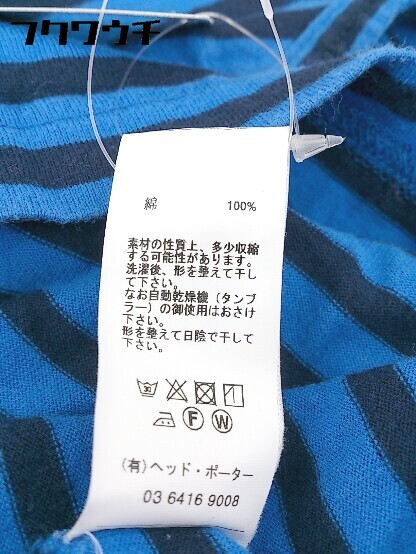 フクワウチ
綿 100%
素材の性質上、多少収縮
する可能性があります。
洗濯後、形を整えて干し
て下さい。
なお自動乾燥機（タンブ
ラー）の御使用はおさけ
下さい。
形を整えて日陰で干して
下さい。
30
F W
(有)ヘッド・ポーター
03 6416 9008